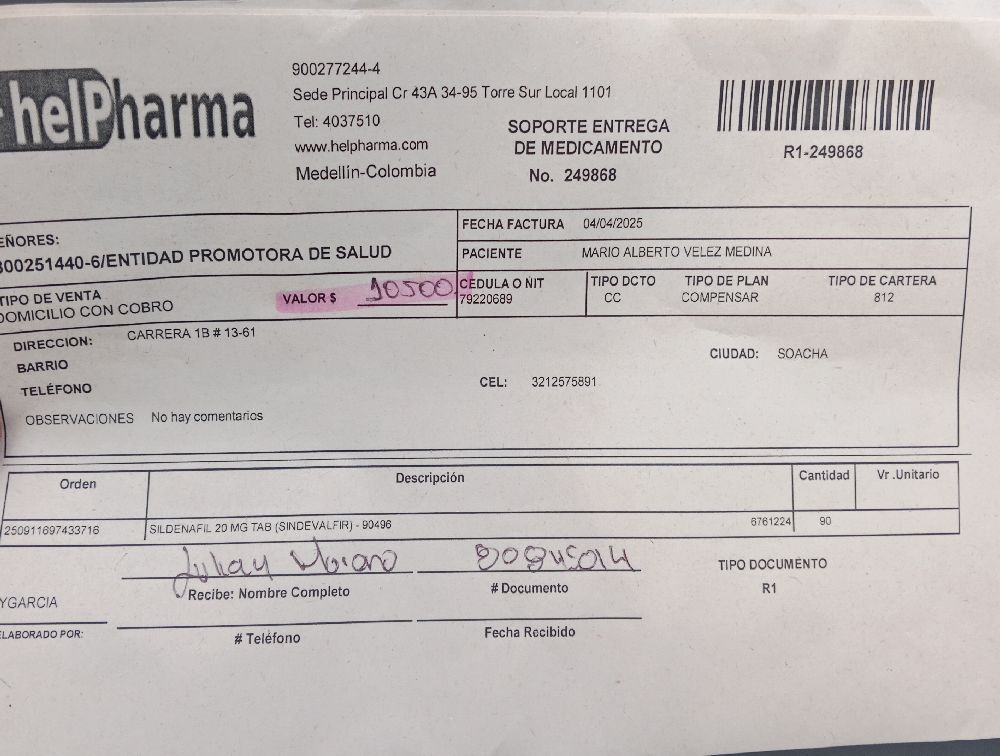 helPharma
900277244-4
Sede Principal Cr 43A 34-95 Torre Sur Local 1101
Tel: 4037510
www.helpharma.com
Medellín-Colombia
SOPORTE ENTREGA
DE MEDICAMENTO
No. 249868
R1-249868
EÑORES:
800251440-6/ENTIDAD PROMOTORA DE SALUD
FECHA FACTURA 04/04/2025
PACIENTE MARIO ALBERTO VELEZ MEDINA
TIPO DE VENTA
DOMICILIO CON COBRO
VALOR $ 10500
CÉDULA O NIT
79220689
TIPO DCTO
CC
TIPO DE PLAN
COMPENSAR
TIPO DE CARTERA
812
DIRECCION: CARRERA 1B # 13-61
BARRIO
TELÉFONO
CIUDAD: SOACHA
CEL: 3212575891
OBSERVACIONES No hay comentarios
Orden Descripción Cantidad Vr.Unitario
250911697433716 SILDENAFIL 20 MG TAB (SINDEVALFIR) - 90496 6761224 90
Recibe: Nombre Completo
# Documento
TIPO DOCUMENTO
R1
YGARCIA
ELABORADO POR:
# Teléfono
Fecha Recibido